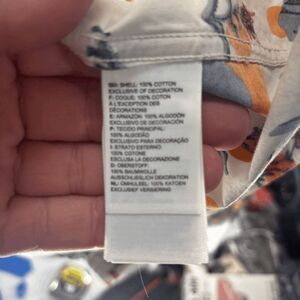 GB: SHELL: 100% COTTON
EXCLUSIVE OF DECORATION
F: COQUE: 100% COTON
À L'EXCEPTION DES
DÉCORATIONS
E: ARMAZÓN: 100% ALGODÓN
EXCLUSIVO DE DECORACIÓN
P: TECIDO PRINCIPAL:
100% ALGODÃO
EXCLUSIVO PARA DECORAÇÃO
I: STRATO ESTERNO:
100% COTONE
ESCLUSA LA DECORAZIONE
D: OBERSTOFF:
100% BAUMWOLLE
AUSSCHLIESSLICH DEKORATION
NL: OMHULSEL: 100% KATOEN
EXCLUSIEF VERSIERING